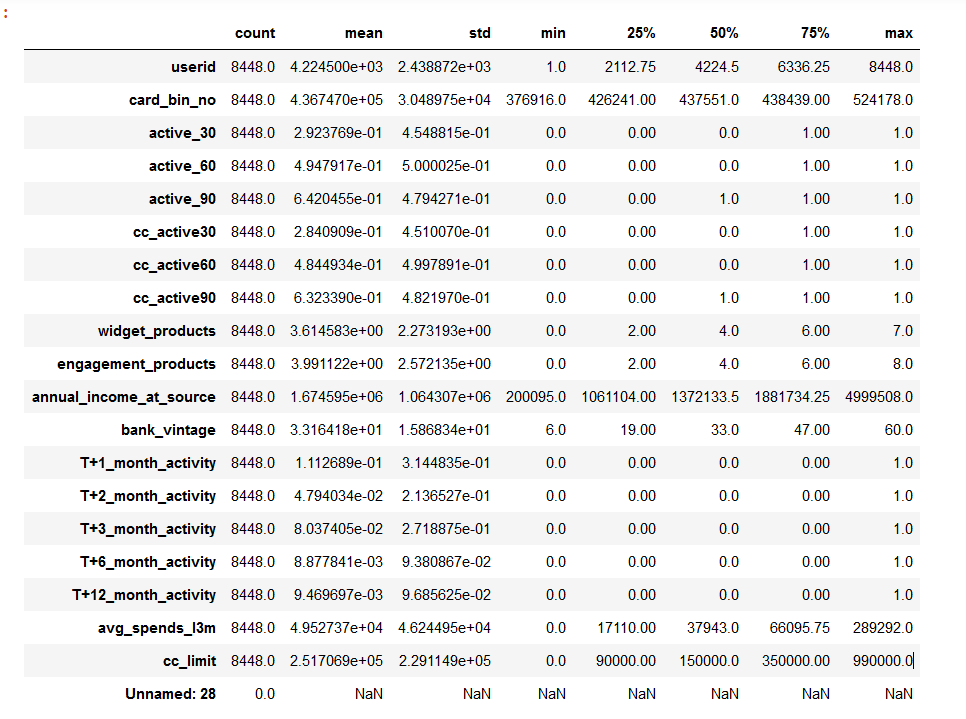 :
count mean std min 25% 50% 75% max
userid 8448.0 4.224500e+03 2.438872e+03 1.0 2112.75 4224.5 6336.25 8448.0
card_bin_no 8448.0 4.367470e+05 3.048975e+04 376916.0 426241.00 437551.0 438439.00 524178.0
active_30 8448.0 2.923769e-01 4.548815e-01 0.0 0.00 0.0 1.00 1.0
active_60 8448.0 4.947917e-01 5.000025e-01 0.0 0.00 0.0 1.00 1.0
active_90 8448.0 6.420455e-01 4.794271e-01 0.0 0.00 1.0 1.00 1.0
cc_active30 8448.0 2.840909e-01 4.510070e-01 0.0 0.00 0.0 1.00 1.0
cc_active60 8448.0 4.844934e-01 4.997891e-01 0.0 0.00 0.0 1.00 1.0
cc_active90 8448.0 6.323390e-01 4.821970e-01 0.0 0.00 1.0 1.00 1.0
widget_products 8448.0 3.614583e+00 2.273193e+00 0.0 2.00 4.0 6.00 7.0
engagement_products 8448.0 3.991122e+00 2.572135e+00 0.0 2.00 4.0 6.00 8.0
annual_income_at_source 8448.0 1.674595e+06 1.064307e+06 200095.0 1061104.00 1372133.5 1881734.25 4999508.0
bank_vintage 8448.0 3.316418e+01 1.586834e+01 6.0 19.00 33.0 47.00 60.0
T+1_month_activity 8448.0 1.112689e-01 3.144835e-01 0.0 0.00 0.0 0.00 1.0
T+2_month_activity 8448.0 4.794034e-02 2.136527e-01 0.0 0.00 0.0 0.00 1.0
T+3_month_activity 8448.0 8.037405e-02 2.718875e-01 0.0 0.00 0.0 0.00 1.0
T+6_month_activity 8448.0 8.877841e-03 9.380867e-02 0.0 0.00 0.0 0.00 1.0
T+12_month_activity 8448.0 9.469697e-03 9.685625e-02 0.0 0.00 0.0 0.00 1.0
avg_spends_l3m 8448.0 4.952737e+04 4.624495e+04 0.0 17110.00 37943.0 66095.75 289292.0
cc_limit 8448.0 2.517069e+05 2.291149e+05 0.0 90000.00 150000.0 350000.00 990000.0
Unnamed: 28 0.0 NaN NaN NaN NaN NaN NaN NaN